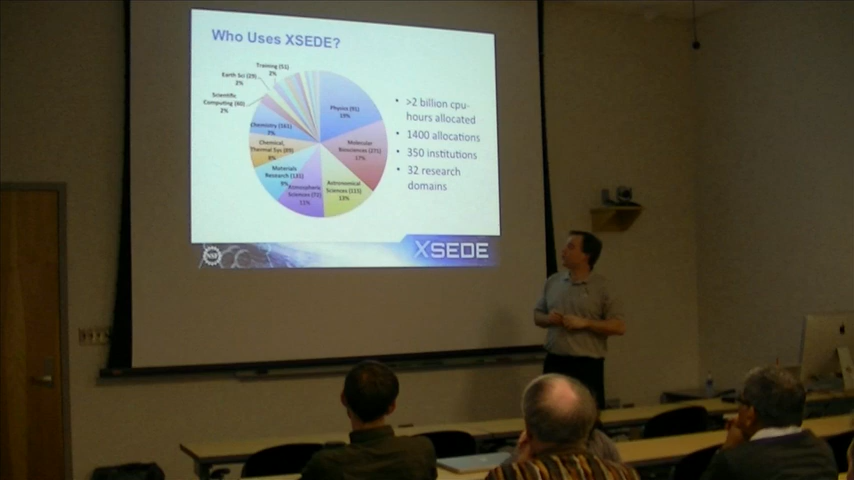 Who Uses XSEDE?
Training (51)
2%
Earth Sci (29)
2%
Scientific
Computing (60)
2%
Chemistry (161)
7%
Chemical,
Thermal Sys (89)
8%
Materials
Research (131)
9%
Atmospheric
Sciences (72)
11%
Astronomical
Sciences (115)
13%
Molecular
Biosciences (271)
17%
Physics (91)
19%
• >2 billion cpu-
hours allocated
• 1400 allocations
• 350 institutions
• 32 research
domains
NSF
XSEDE